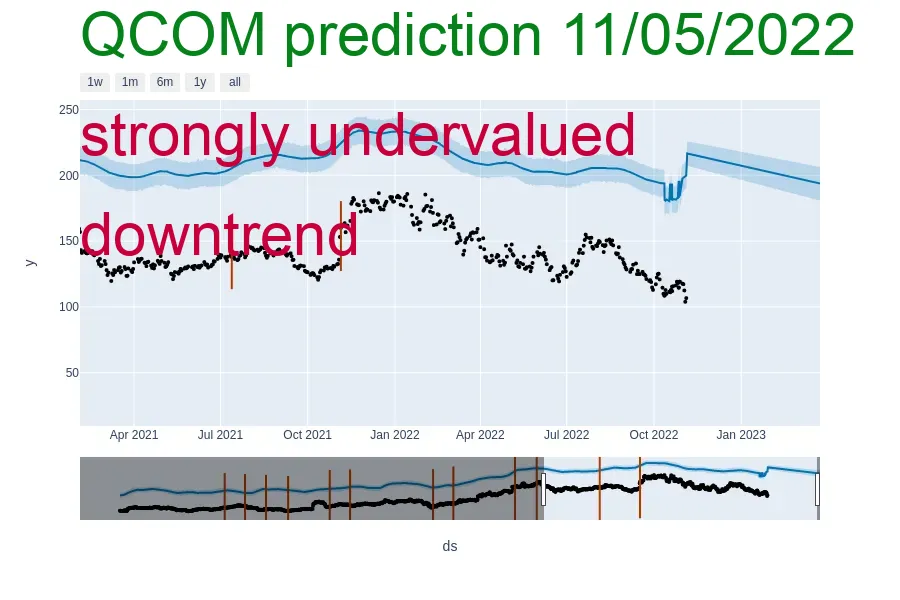 QCOM prediction 11/05/2022
1w 1m 6m 1y all
250
strongly undervalued
200
downtrend
150
y
100
50
Apr 2021 Jul 2021 Oct 2021 Jan 2022 Apr 2022 Jul 2022 Oct 2022 Jan 2023
ds